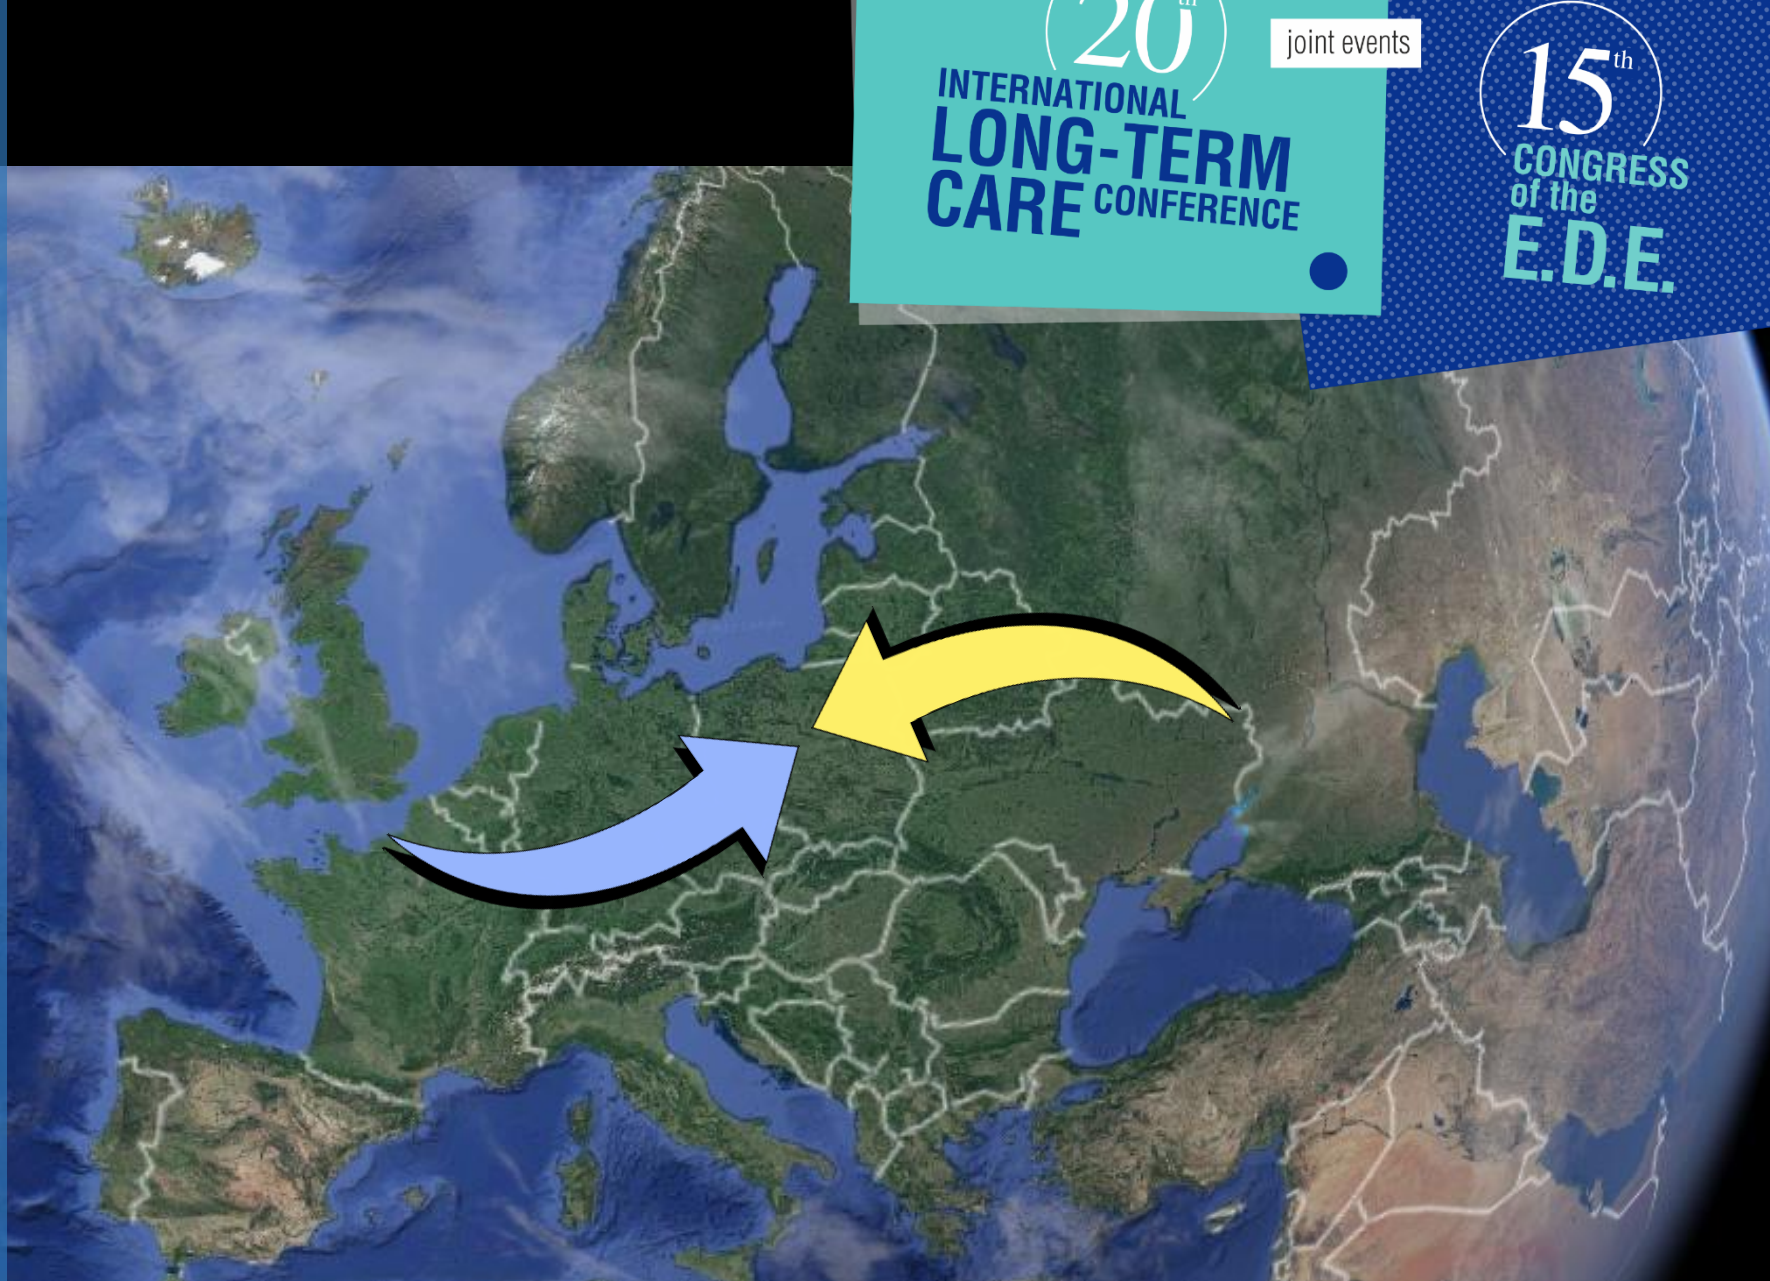 20th
INTERNATIONAL
LONG-TERM
CARE CONFERENCE
joint events
15th
CONGRESS
of the
E.D.E.